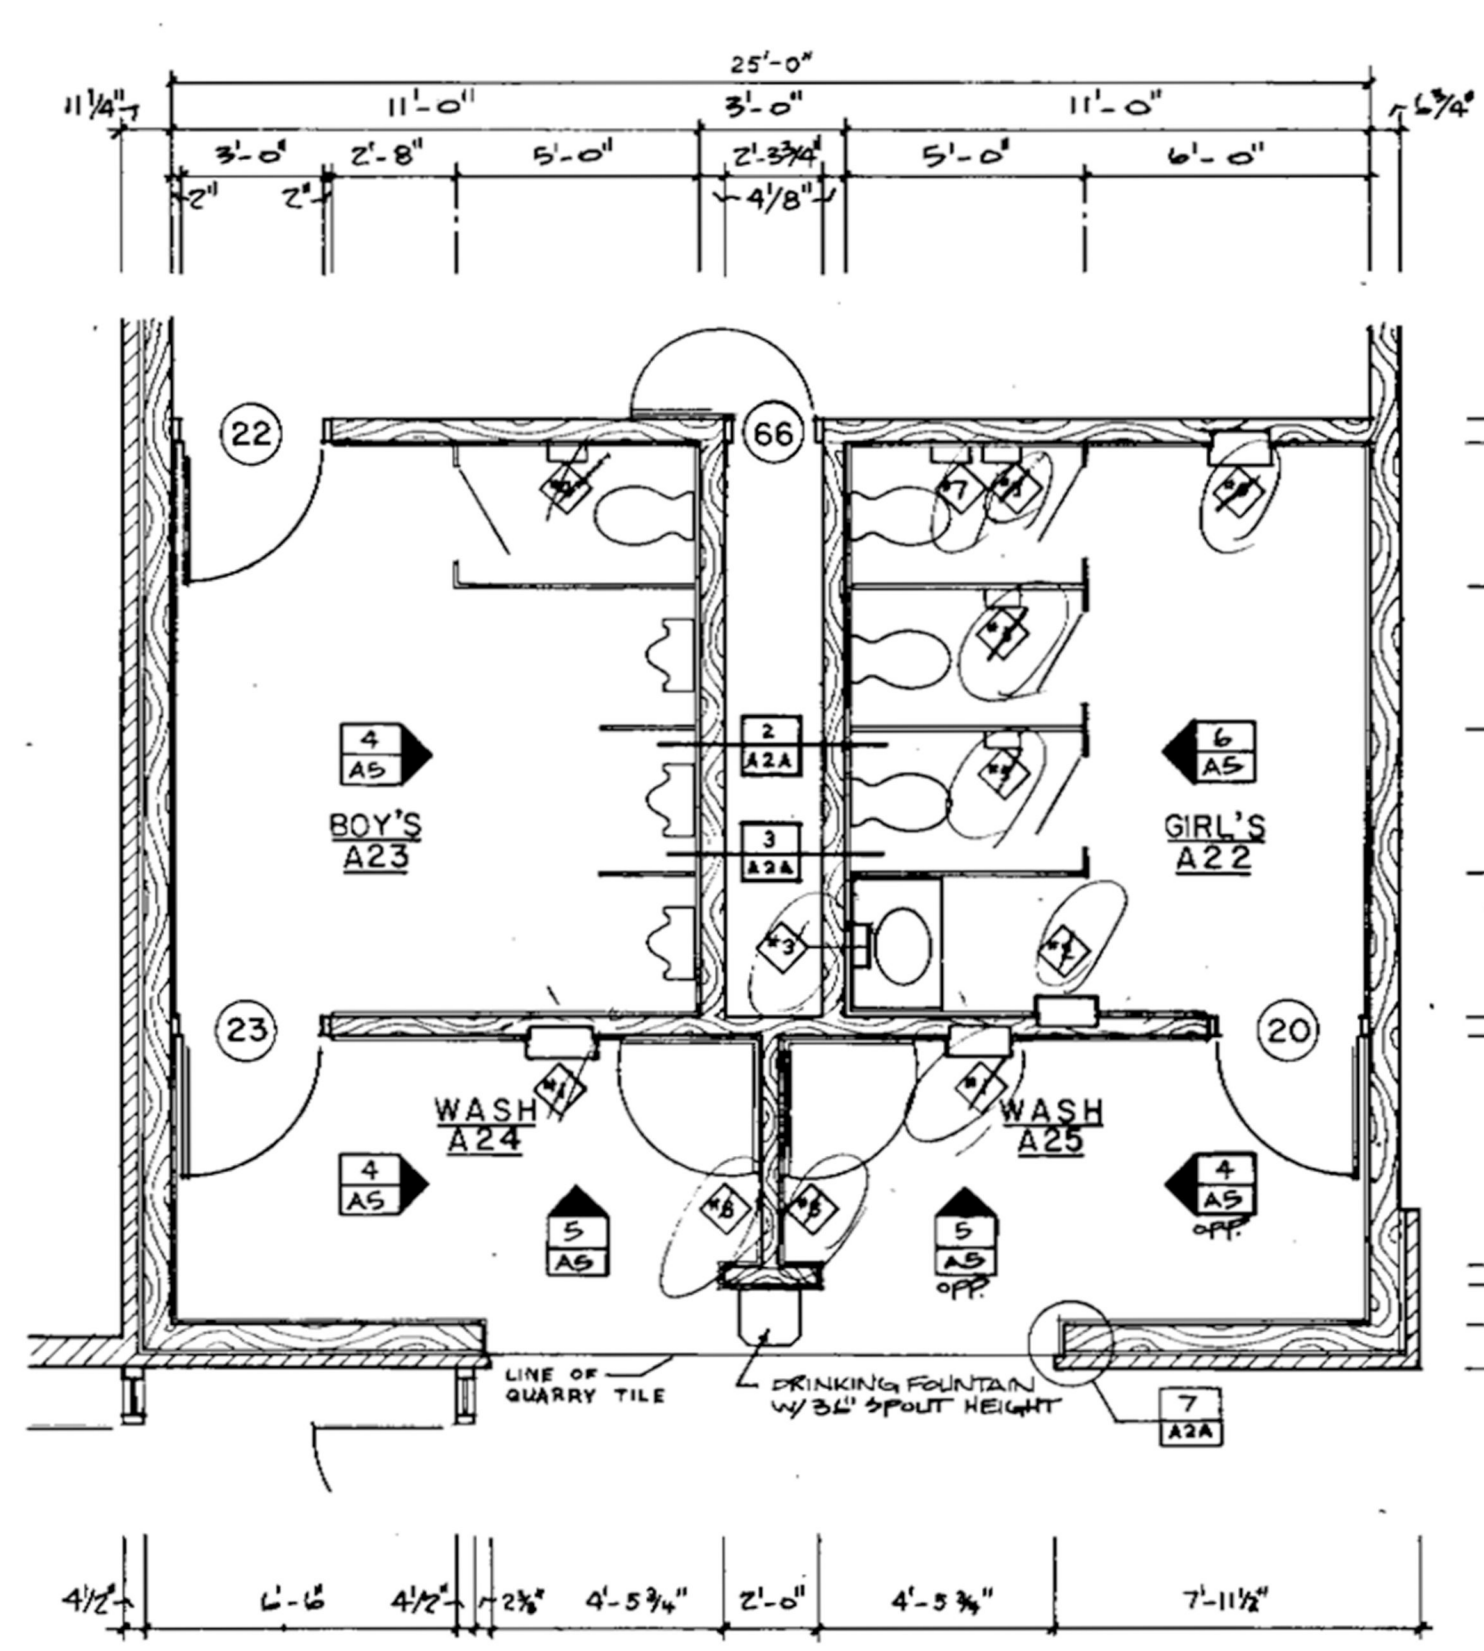 25'-0"
11 1/4"
11'-0"
3'-0"
11'-0"
6 3/4"
3'-0"
2'-8"
5'-0"
2'-3 3/4"
5'-0"
6'-0"
2"
2"
4 1/8"
22
66
#7
2
A2A
4
A5
6
A5
BOY'S
A23
GIRL'S
A22
3
A2A
#3
23
20
#1
WASH
A24
WASH
A25
4
A5
5
A5
5
A5
OPP.
4
A5
OPP.
LINE OF
QUARRY TILE
DRINKING FOUNTAIN
W/ SPOUT HEIGHT
7
A2A
4 1/2"
6'-6"
4 1/2"
4'-5 3/4"
2'-0"
4'-5 3/4"
7'-11 1/2"